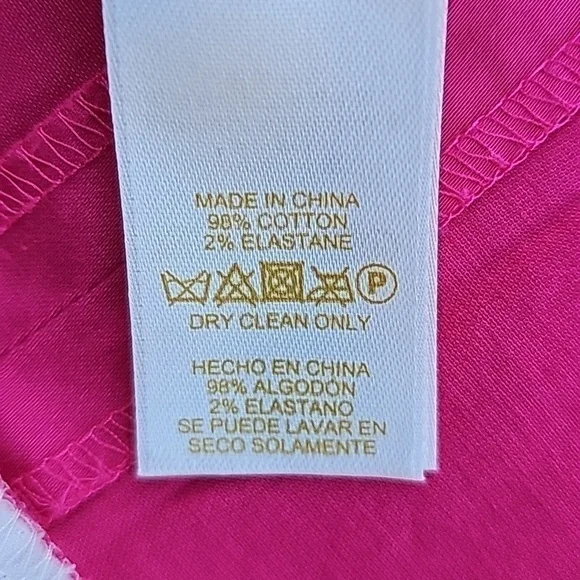 MADE IN CHINA
98% COTTON
2% ELASTANE
P
DRY CLEAN ONLY
HECHO EN CHINA
98% ALGODÓN
2% ELASTANO
SE PUEDE LAVAR EN
SECO SOLAMENTE